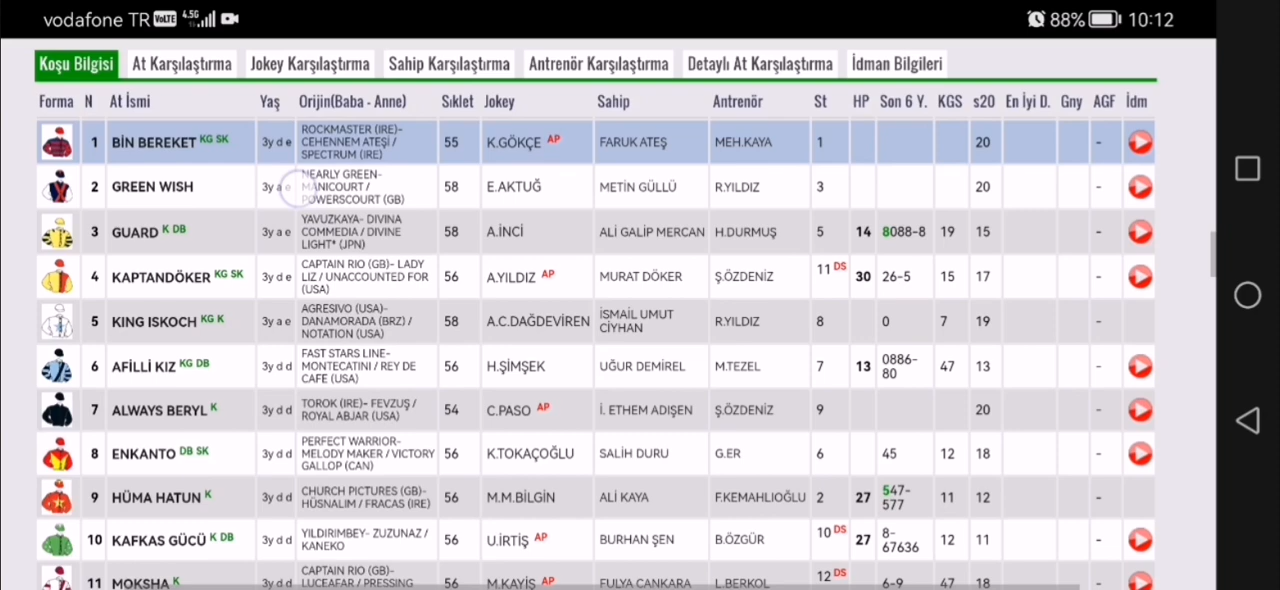 vodafone TR VoLTE 4.5G 88% 10:12
Koşu Bilgisi At Karşılaştırma Jokey Karşılaştırma Sahip Karşılaştırma Antrenör Karşılaştırma Detaylı At Karşılaştırma İdman Bilgileri
Forma N At İsmi Yaş Orijin(Baba - Anne) Sıklet Jokey Sahip Antrenör St HP Son 6 Y. KGS s20 En İyi D. Gny AGF İdm
1 BİN BEREKET KG SK 3y d e ROCKMASTER (IRE)- CEHENNEM ATEŞİ / SPECTRUM (IRE) 55 K.GÖKÇE AP FARUK ATEŞ MEH.KAYA 1 20 -
2 GREEN WISH 3y a e NEARLY GREEN- MANICOURT / POWERSCOURT (GB) 58 E.AKTUĞ METİN GÜLLÜ R.YILDIZ 3 20 -
3 GUARD K DB 3y a e YAVUZKAYA- DIVINA COMMEDIA / DIVINE LIGHT* (JPN) 58 A.İNCİ ALİ GALİP MERCAN H.DURMUŞ 5 14 8088-8 19 15 -
4 KAPTANDÖKER KG SK 3y d e CAPTAIN RIO (GB)- LADY LIZ / UNACCOUNTED FOR (USA) 56 A.YILDIZ AP MURAT DÖKER Ş.ÖZDENİZ 11 DS 30 26-5 15 17 -
5 KING ISKOCH KG K 3y a e AGRESIVO (USA)- DANAMORADA (BRZ) / NOTATION (USA) 58 A.C.DAĞDEVİREN İSMAİL UMUT CİYHAN R.YILDIZ 8 0 7 19 -
6 AFİLLİ KIZ KG DB 3y d d FAST STARS LINE- MONTECATINI / REY DE CAFE (USA) 56 H.ŞİMŞEK UĞUR DEMİREL M.TEZEL 7 13 0886-80 47 13 -
7 ALWAYS BERYL K 3y d d TOROK (IRE)- FEVZUŞ / ROYAL ABJAR (USA) 54 C.PASO AP İ. ETHEM ADIŞEN Ş.ÖZDENİZ 9 20 -
8 ENKANTO DB SK 3y d d PERFECT WARRIOR- MELODY MAKER / VICTORY GALLOP (CAN) 56 K.TOKAÇOĞLU SALİH DURU G.ER 6 45 12 18 -
9 HÜMA HATUN K 3y d d CHURCH PICTURES (GB)- HÜSNALIM / FRACAS (IRE) 56 M.M.BİLGİN ALİ KAYA F.KEMAHLIOĞLU 2 27 547-577 11 12 -
10 KAFKAS GÜCÜ K DB 3y d d YILDIRIMBEY- ZUZUNAZ / KANEKO 56 U.İRTİŞ AP BURHAN ŞEN B.ÖZGÜR 10 DS 27 8-67636 12 11 -
11 MOKSHA K 3y d d CAPTAIN RIO (GB)- LUCEAFAR / PRESSING 56 M.KAYİŞ AP FULYA CANKARA L.BERKOL 12 DS 6-9 47 18 -